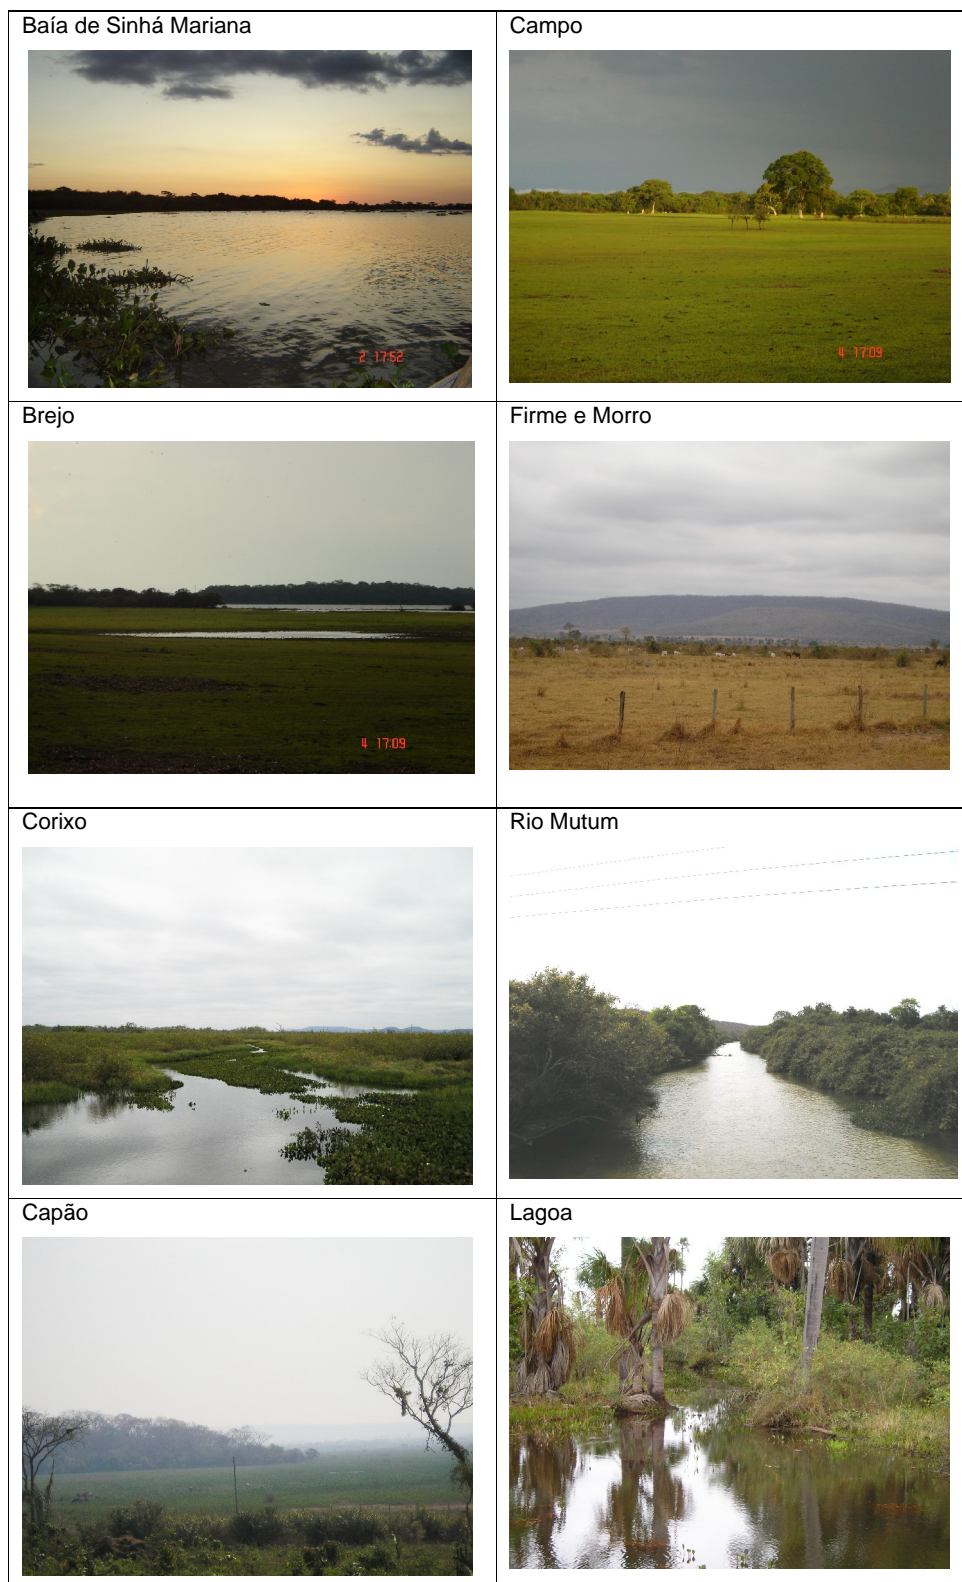 Baía de Sinhá Mariana
Campo
2 17:52
4 17:09
Brejo
Firme e Morro
4 17:09
Corixo
Rio Mutum
Capão
Lagoa